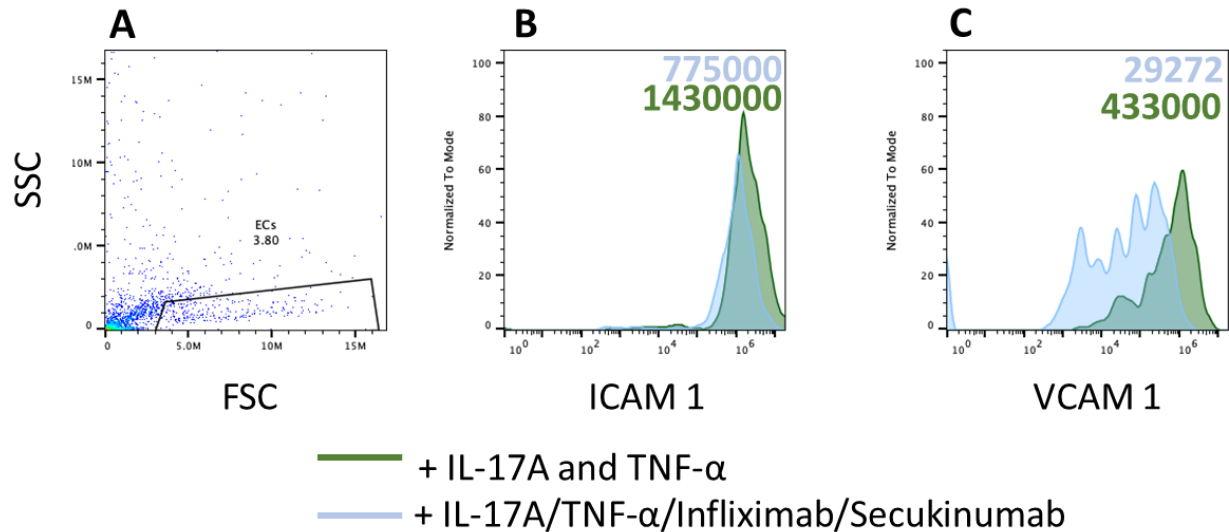 A
B
C
SSC
15M
10M
.0M
0
ECs
3.80
0
5.0M
10M
15M
FSC
Normalized To Mode
100
80
60
40
20
0
775000
1430000
10^0
10^2
10^4
10^6
ICAM 1
Normalized To Mode
100
80
60
40
20
0
29272
433000
10^0
10^2
10^4
10^6
VCAM 1
+ IL-17A and TNF-α
+ IL-17A/TNF-α/Infliximab/Secukinumab